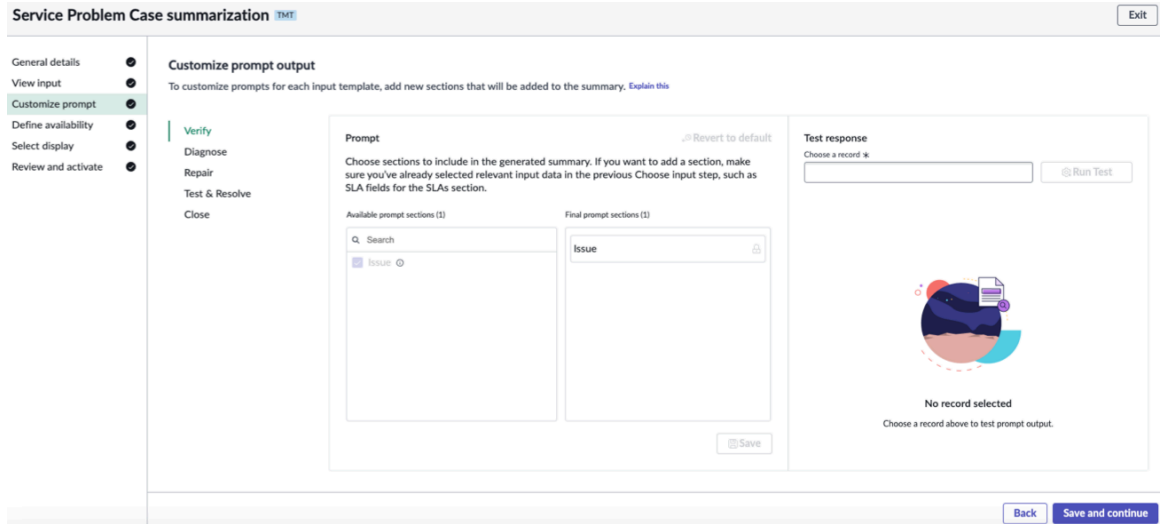 Service Problem Case summarization TMT
Exit
General details
View input
Customize prompt
Define availability
Select display
Review and activate
Customize prompt output
To customize prompts for each input template, add new sections that will be added to the summary. Explain this
Verify
Diagnose
Repair
Test & Resolve
Close
Prompt
Revert to default
Choose sections to include in the generated summary. If you want to add a section, make
sure you've already selected relevant input data in the previous Choose input step, such as
SLA fields for the SLAs section.
Available prompt sections (1)
Search
Issue
Final prompt sections (1)
Issue
Save
Test response
Choose a record *
Run Test
No record selected
Choose a record above to test prompt output.
Back
Save and continue